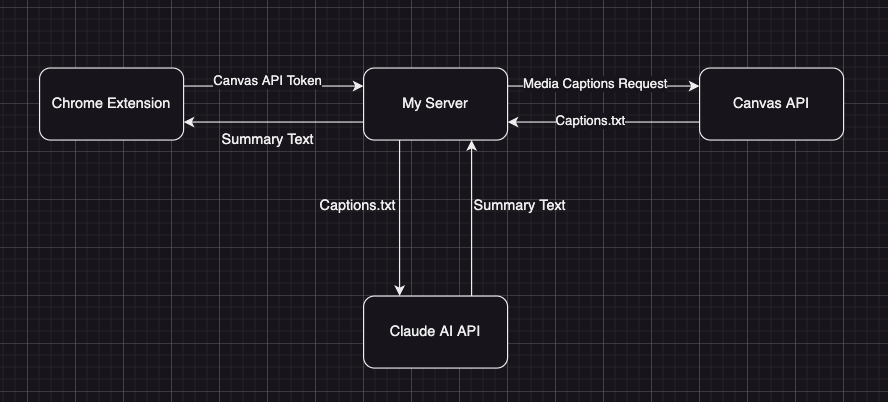 Chrome Extension
Canvas API Token
Summary Text
My Server
Media Captions Request
Captions.txt
Canvas API
Captions.txt
Summary Text
Claude AI API